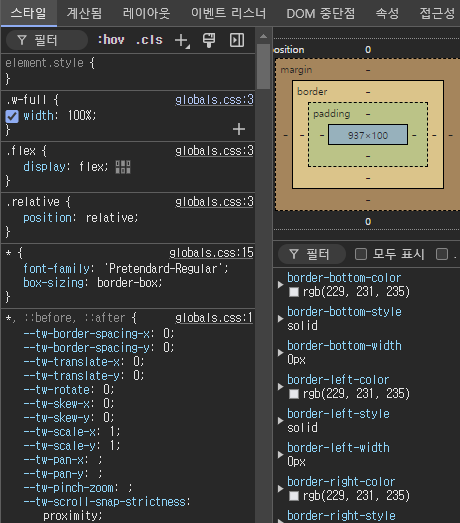 스타일 계산됨 레이아웃 이벤트 리스너 DOM 중단점 속성 접근성
필터 :hov .cls
element.style {
}
.w-full { globals.css:3
width: 100%;
}
.flex { globals.css:3
display: flex;
}
.relative { globals.css:3
position: relative;
}
* { globals.css:15
font-family: 'Pretendard-Regular';
box-sizing: border-box;
}
*, ::before, ::after { globals.css:1
--tw-border-spacing-x: 0;
--tw-border-spacing-y: 0;
--tw-translate-x: 0;
--tw-translate-y: 0;
--tw-rotate: 0;
--tw-skew-x: 0;
--tw-skew-y: 0;
--tw-scale-x: 1;
--tw-scale-y: 1;
--tw-pan-x: ;
--tw-pan-y: ;
--tw-pinch-zoom: ;
--tw-scroll-snap-strictness:
proximity;
position 0
margin -
border -
padding -
- - - 937×100 - - -
-
-
-
0
필터 모두 표시 .
border-bottom-color
rgb(229, 231, 235)
border-bottom-style
solid
border-bottom-width
0px
border-left-color
rgb(229, 231, 235)
border-left-style
solid
border-left-width
0px
border-right-color
rgb(229, 231, 235)
border-right-style